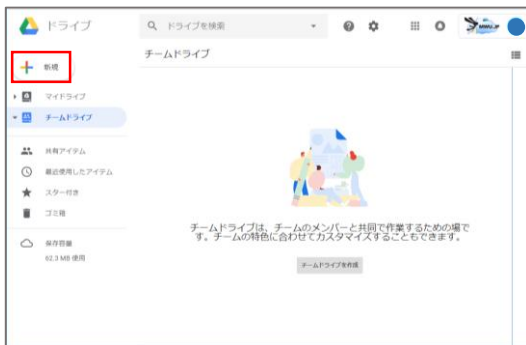 ドライブ
ドライブを検索
チームドライブ
新規
マイドライブ
チームドライブ
共有アイテム
最近使用したアイテム
スター付き
ゴミ箱
保存容量
62.3 MB 使用
チームドライブは、チームのメンバーと共同で作業するための場で
す。チームの特色に合わせてカスタマイズすることもできます。
チームドライブを作成